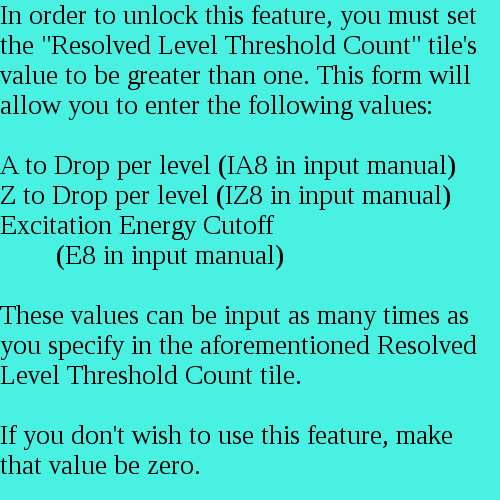 In order to unlock this feature, you must set
the "Resolved Level Threshold Count" tile's
value to be greater than one. This form will
allow you to enter the following values:

A to Drop per level (IA8 in input manual)
Z to Drop per level (IZ8 in input manual)
Excitation Energy Cutoff
(E8 in input manual)

These values can be input as many times as
you specify in the aforementioned Resolved
Level Threshold Count tile.

If you don't wish to use this feature, make
that value be zero.